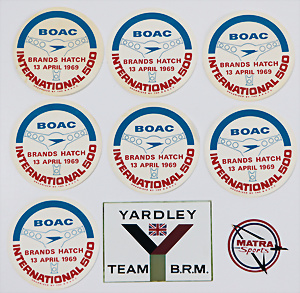 BOAC
BRANDS HATCH
13 APRIL 1969
INTERNATIONAL 500
BOAC
BRANDS HATCH
13 APRIL 1969
INTERNATIONAL 500
BOAC
BRANDS HATCH
13 APRIL 1969
INTERNATIONAL 500
BOAC
BRANDS HATCH
13 APRIL 1969
INTERNATIONAL 500
BOAC
BRANDS HATCH
13 APRIL 1969
INTERNATIONAL 500
BOAC
BRANDS HATCH
13 APRIL 1969
INTERNATIONAL 500
BOAC
BRANDS HATCH
13 APRIL 1969
INTERNATIONAL 500
YARDLEY
TEAM B.R.M.
MATRA
Sports